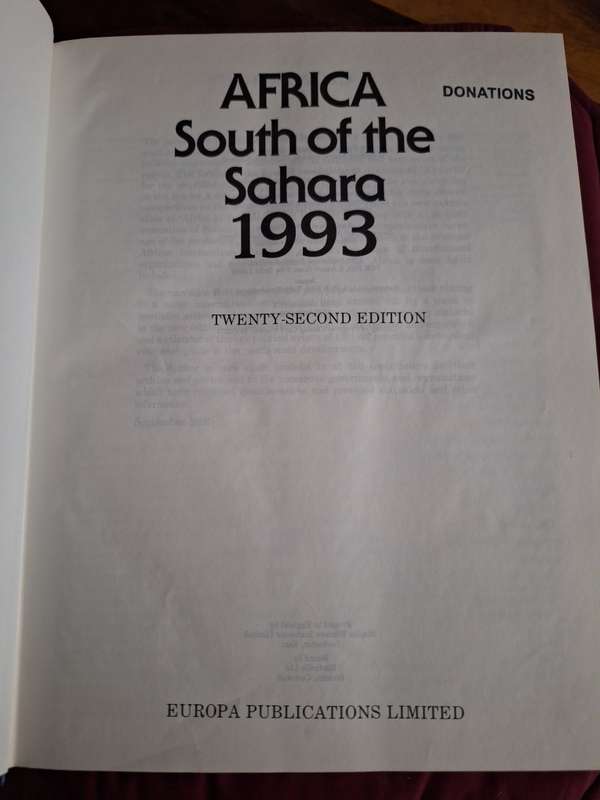 AFRICA
DONATIONS
South of the
Sahara
1993
TWENTY-SECOND EDITION
EUROPA PUBLICATIONS LIMITED